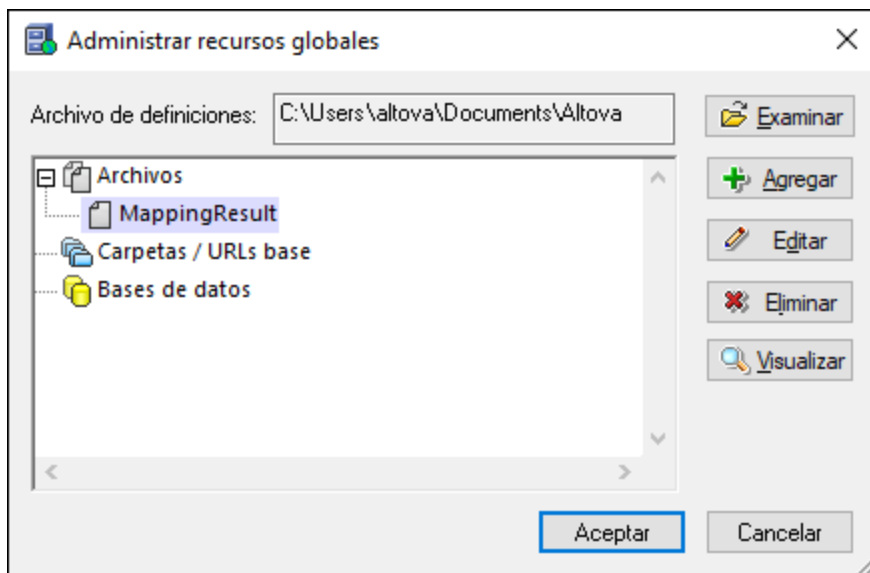 Administrar recursos globales
Archivo de definiciones: C:\Users\altova\Documents\Altova Examinar
Archivos Agregar
MappingResult
Carpetas / URLs base Editar
Bases de datos Eliminar
Visualizar
Aceptar Cancelar